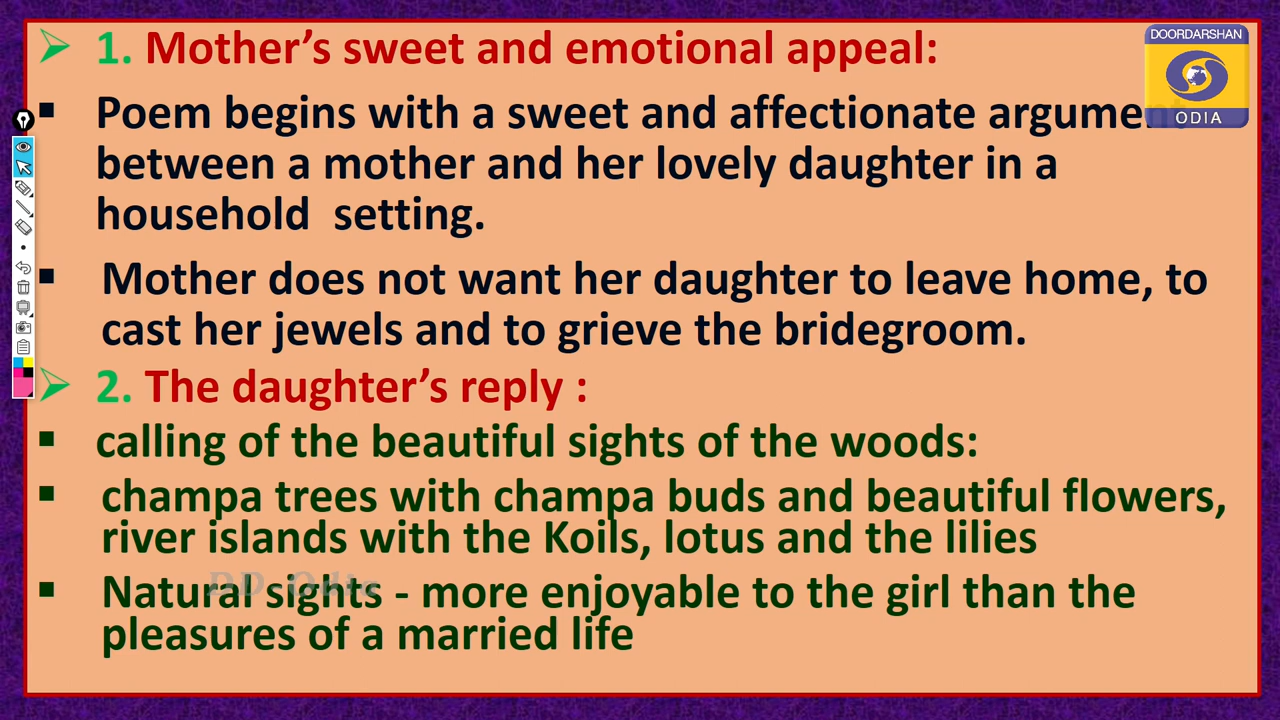 1. Mother's sweet and emotional appeal:
DOORDARSHAN
ODIA
Poem begins with a sweet and affectionate argument
between a mother and her lovely daughter in a
household setting.
Mother does not want her daughter to leave home, to
cast her jewels and to grieve the bridegroom.
2. The daughter's reply :
calling of the beautiful sights of the woods:
champa trees with champa buds and beautiful flowers,
river islands with the Koils, lotus and the lilies
DD Odia
Natural sights - more enjoyable to the girl than the
pleasures of a married life